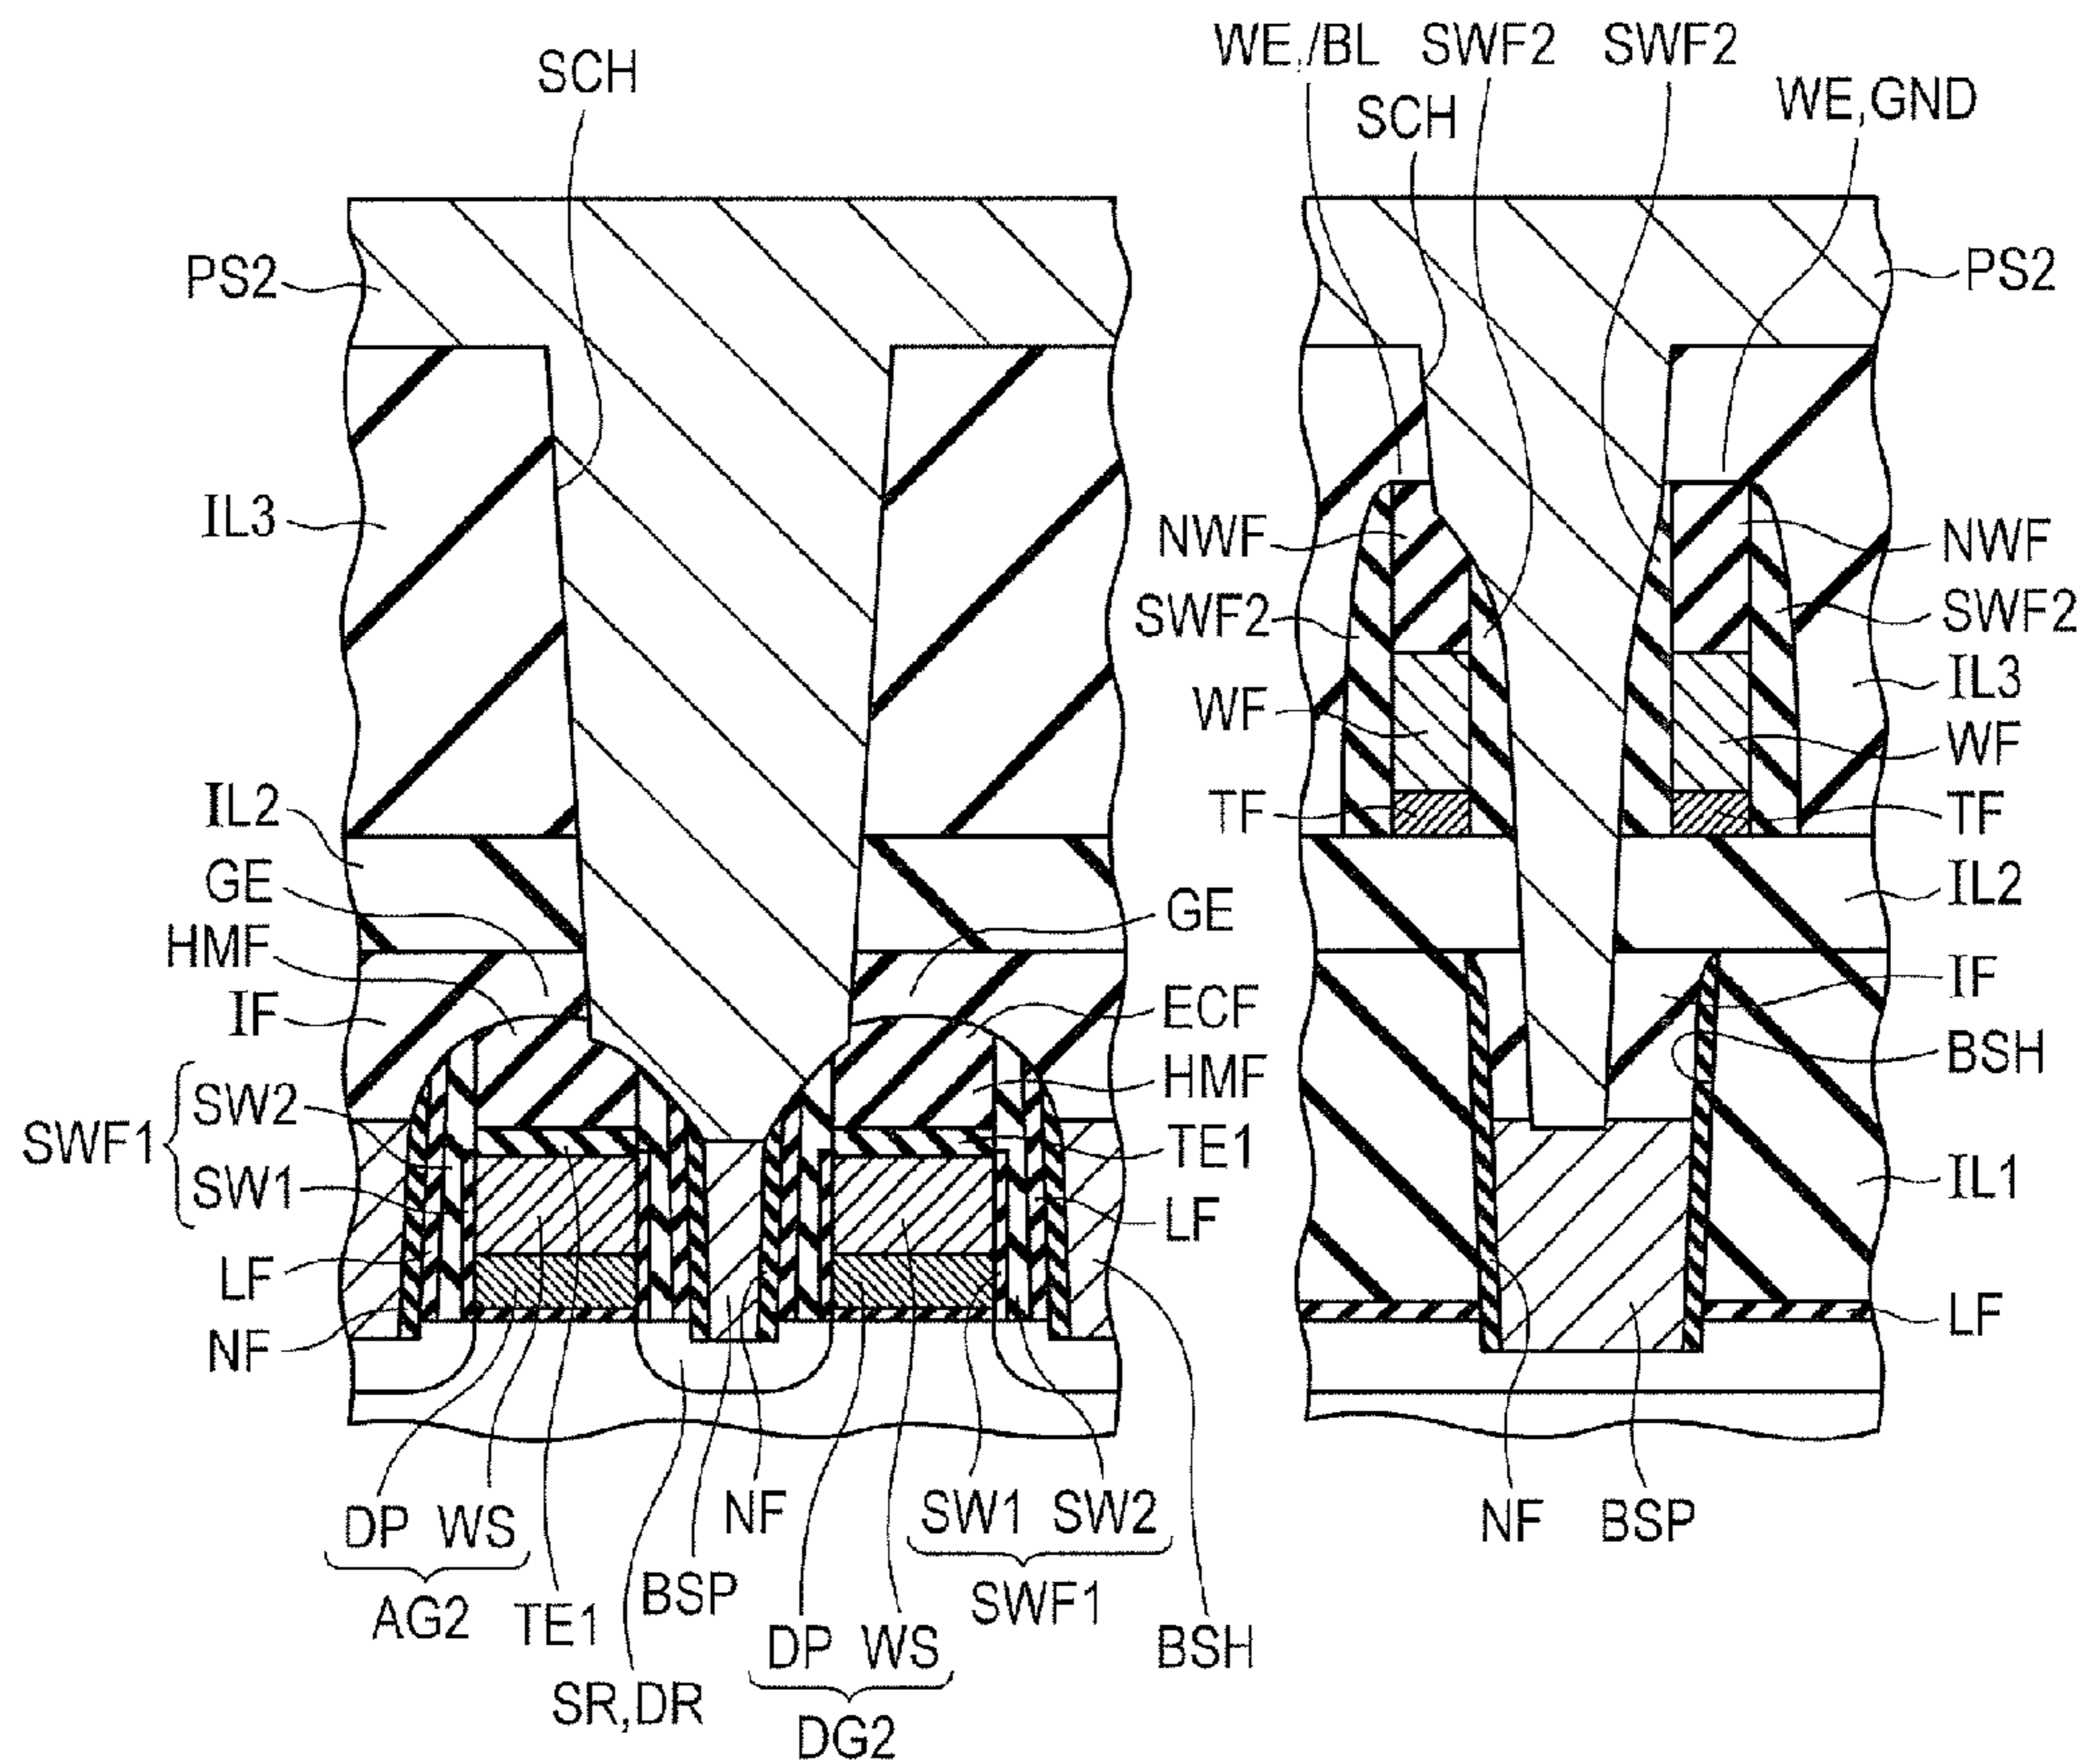 SCH
WE,/BL SWF2 SWF2
SCH
WE,GND
PS2
PS2
IL3
NWF
NWF
SWF2
SWF2
IL3
WF
WF
IL2
TF
TF
GE
GE
IL2
HMF
IF
ECF
IF
SW2
HMF
BSH
SWF1
SW1
TE1
IL1
LF
LF
LF
NF
NF
SW1 SW2
NF
BSP
DP WS
AG2
TE1
BSP
SWF1
DP WS
BSH
SR,DR
DG2